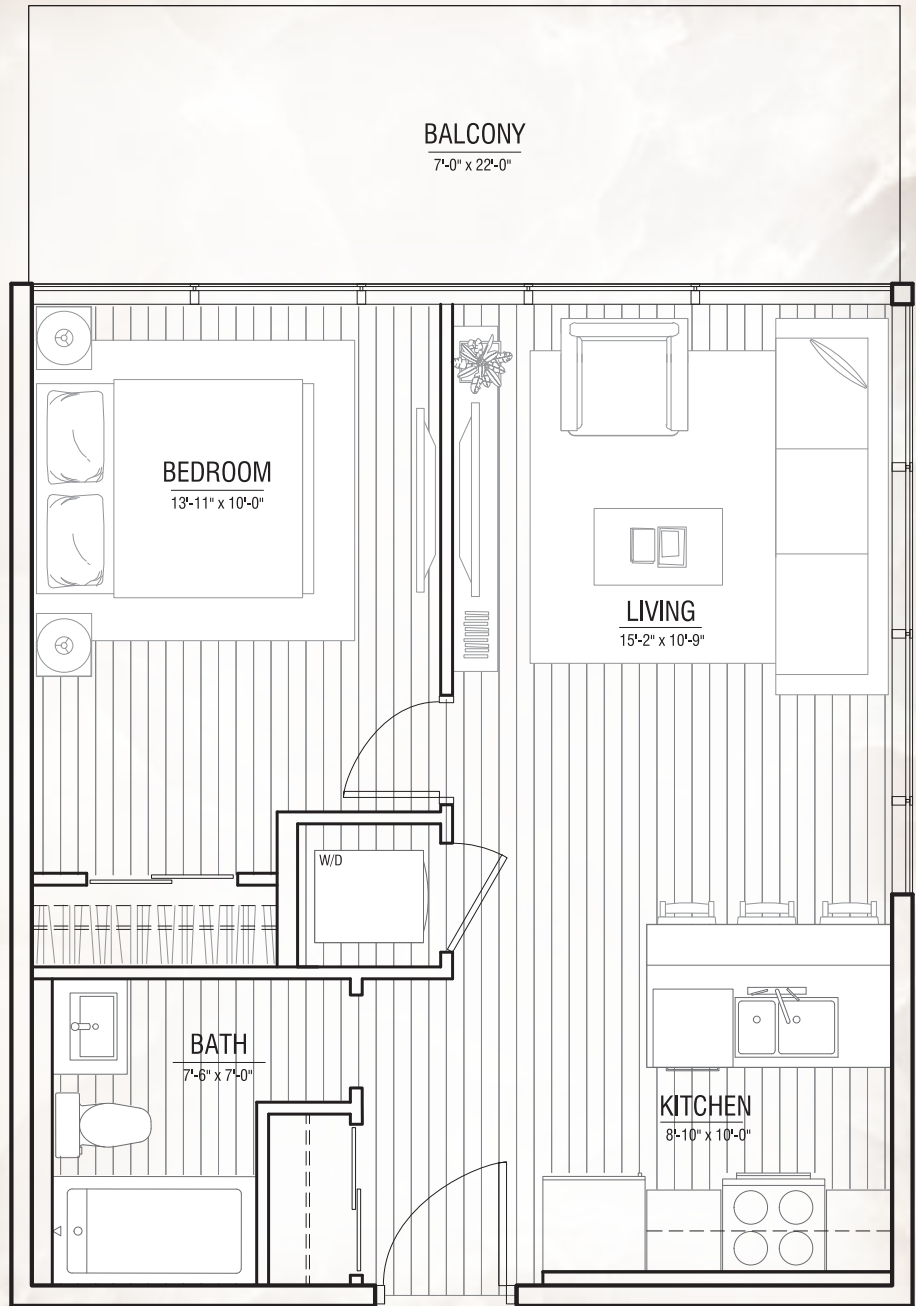 BALCONY
7'-0" x 22'-0"
BEDROOM
13'-11" x 10'-0"
LIVING
15'-2" x 10'-9"
W/D
BATH
7'-6" x 7'-0"
KITCHEN
8'-10" x 10'-0"